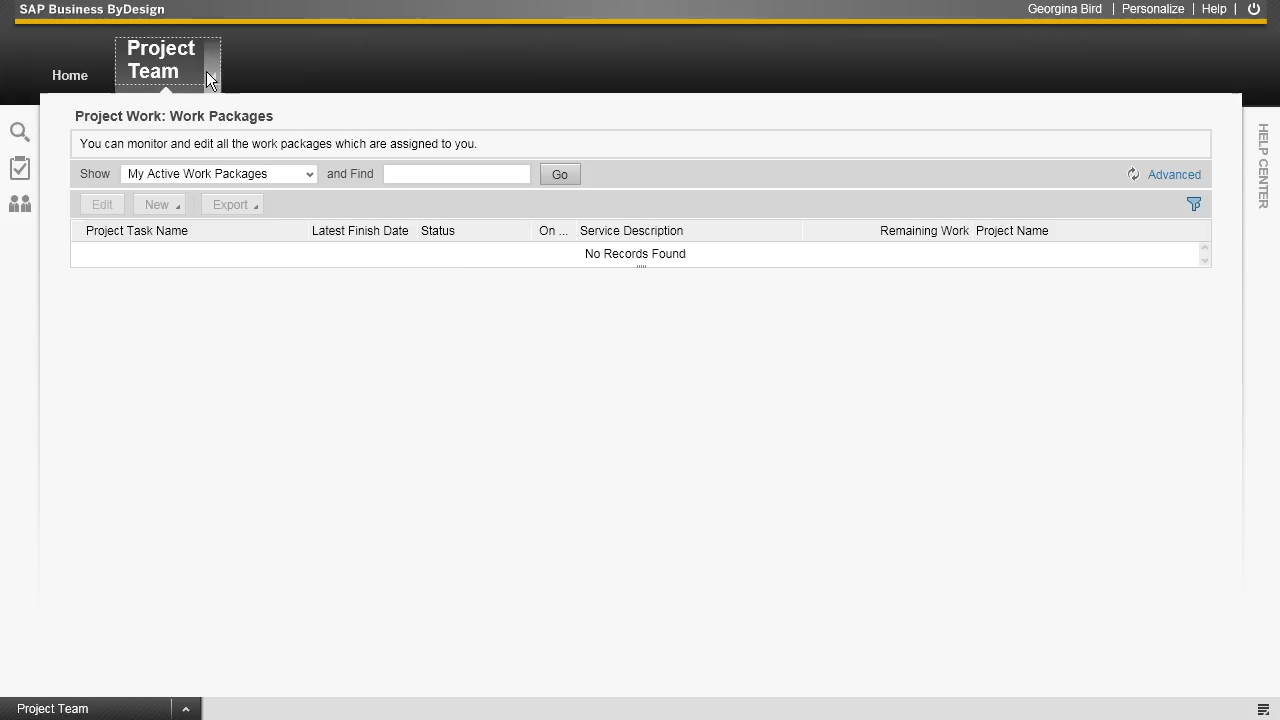 SAP Business ByDesign
Georgina Bird | Personalize | Help |
Home
Project
Team
Project Work: Work Packages
You can monitor and edit all the work packages which are assigned to you.
Show My Active Work Packages and Find Go Advanced
Edit New Export
Project Task Name Latest Finish Date Status On ... Service Description Remaining Work Project Name
No Records Found
HELP CENTER
Project Team